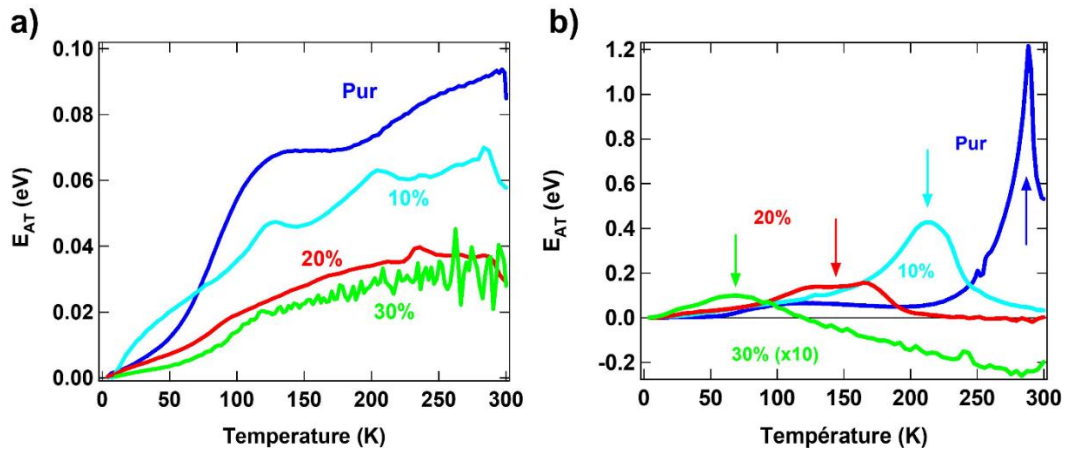 a)
0.10
0.08
0.06
0.04
0.02
0.00
E_AT (eV)
Pur
10%
20%
30%
0 50 100 150 200 250 300
Temperature (K)
b)
1.2
1.0
0.8
0.6
0.4
0.2
0.0
-0.2
E_AT (eV)
Pur
20%
10%
30% (x10)
0 50 100 150 200 250 300
Température (K)